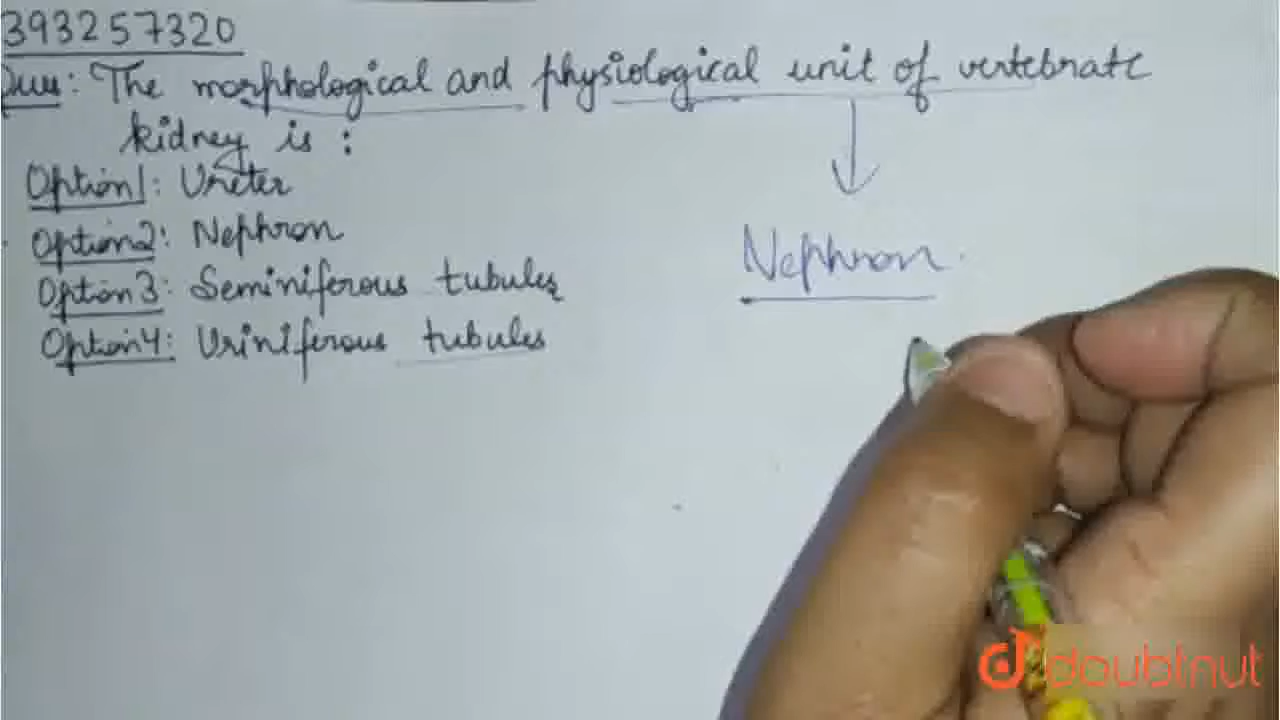 393257320
Ques: The morphological and physiological unit of vertebrate
kidney is :
Option1: Ureter
Option2: Nephron
Option3: Seminiferous tubules
Option4: Uriniferous tubules
Nephron.
doubtnut